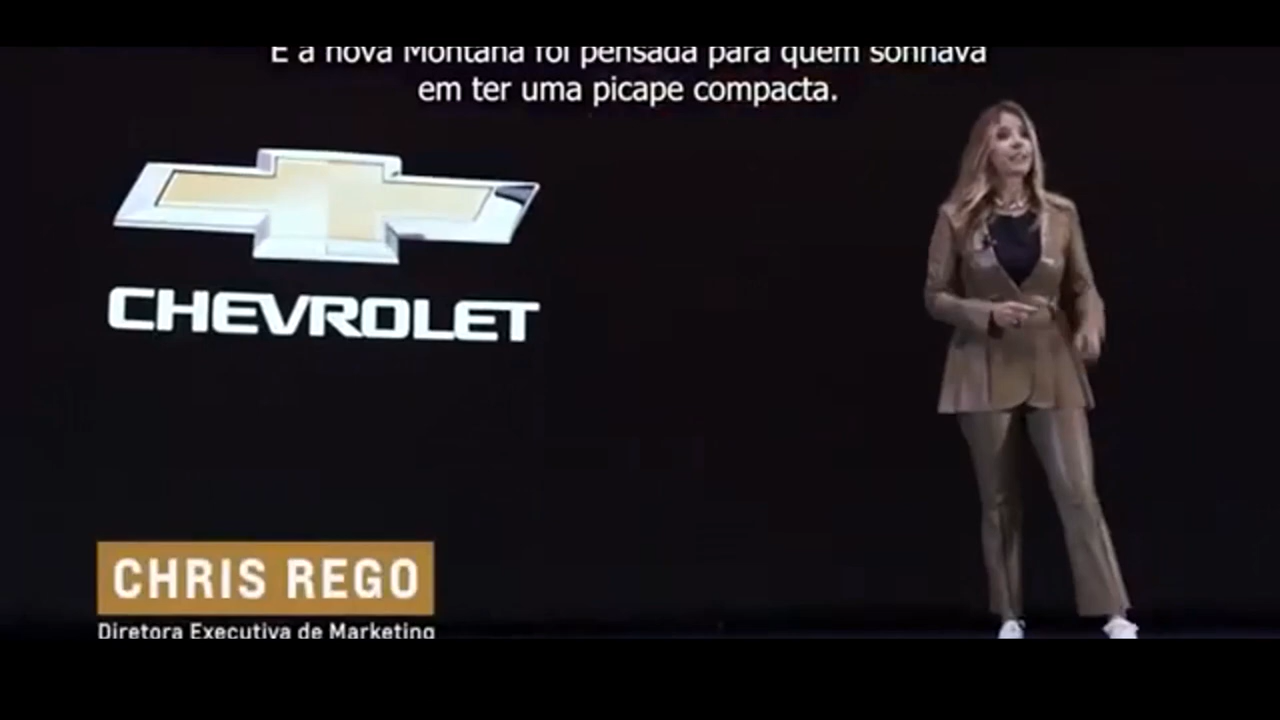 E a nova Montana foi pensada para quem sonhava
em ter uma picape compacta.
CHEVROLET
CHRIS REGO
Diretora Executiva de Marketing